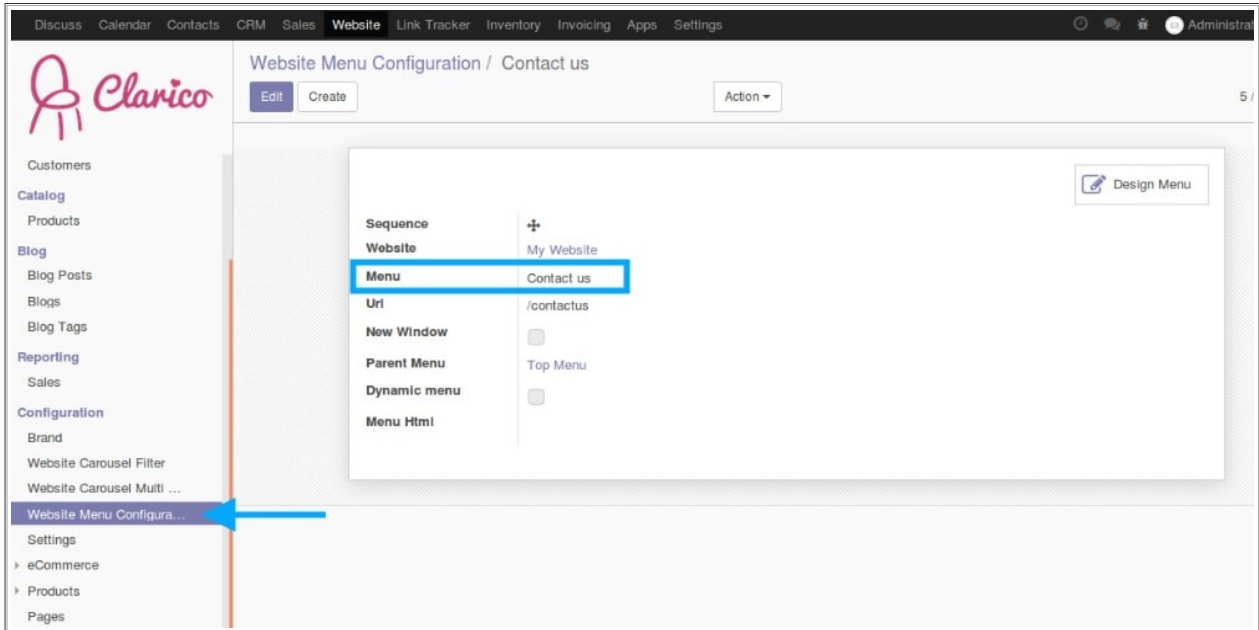 Discuss Calendar Contacts CRM Sales Website Link Tracker Inventory Invoicing Apps Settings Administrat
Clarico
Website Menu Configuration / Contact us
Edit Create Action 5 /
Customers
Catalog
Products
Blog
Blog Posts
Blogs
Blog Tags
Reporting
Sales
Configuration
Brand
Website Carousel Filter
Website Carousel Multi ...
Website Menu Configura...
Settings
eCommerce
Products
Pages
Design Menu
Sequence
Website My Website
Menu Contact us
Url /contactus
New Window
Parent Menu Top Menu
Dynamic menu
Menu Html